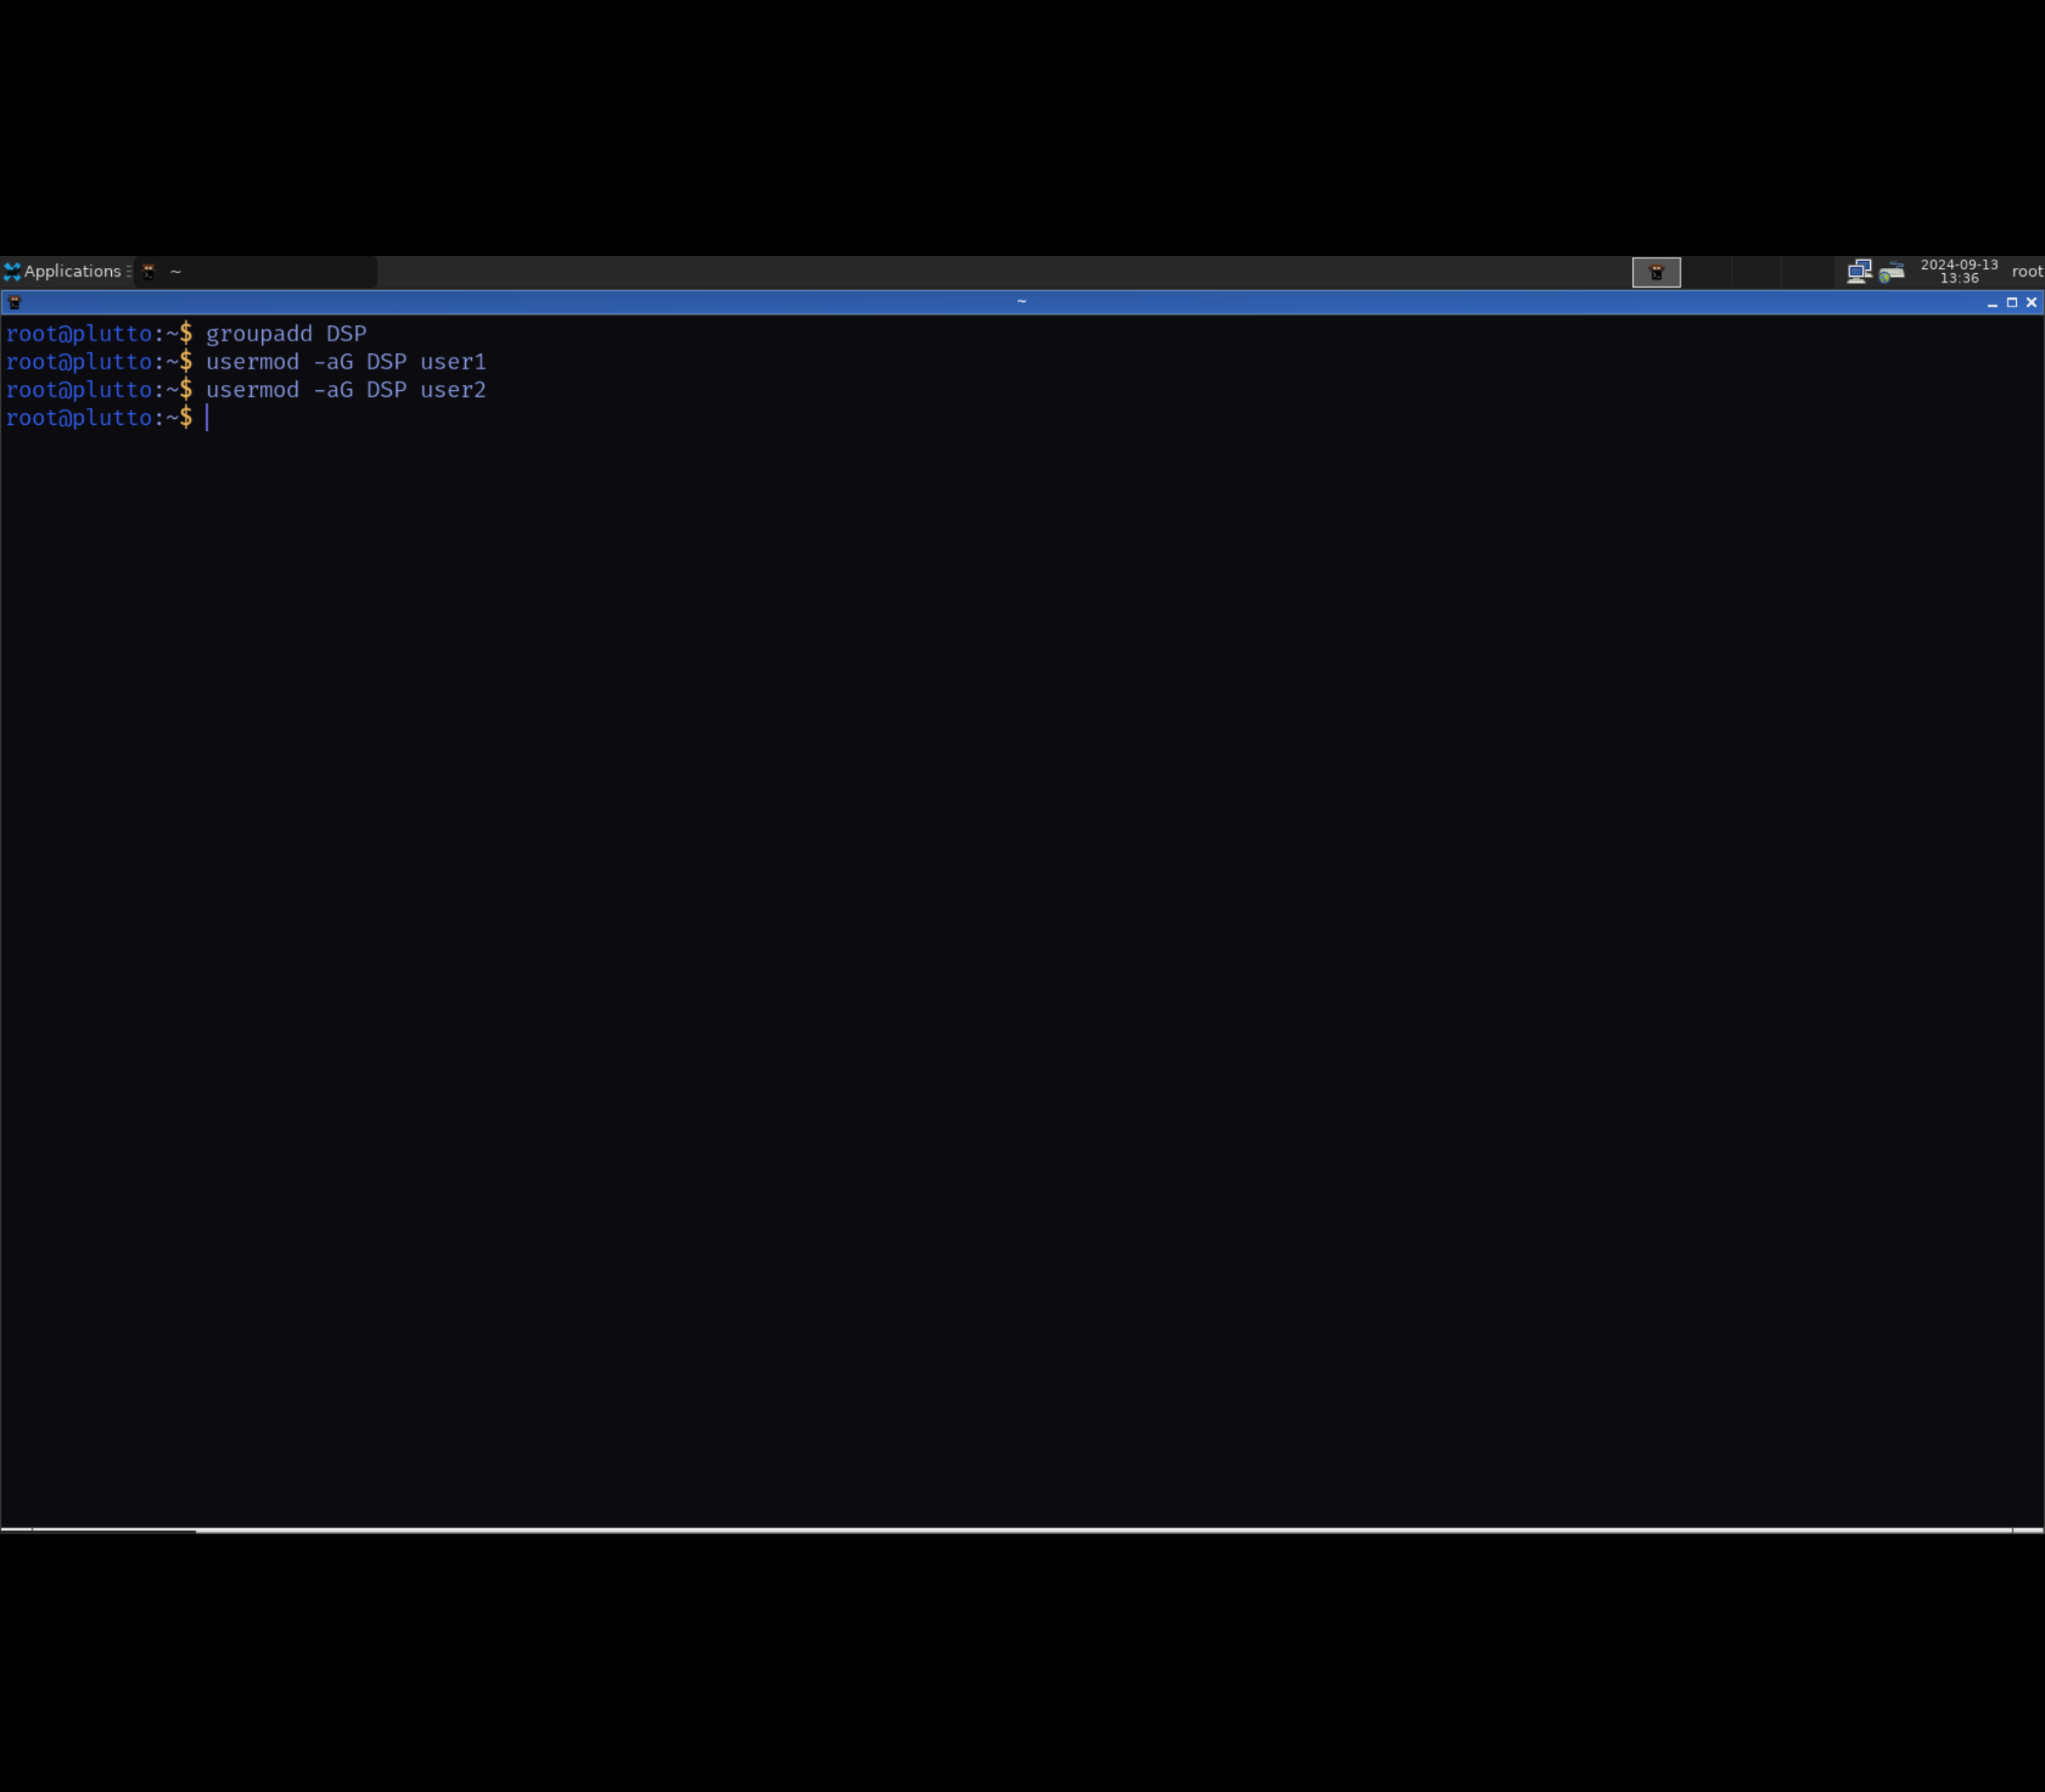 Applications ~ 2024-09-13 root
13:36
~
root@plutto:~$ groupadd DSP
root@plutto:~$ usermod -aG DSP user1
root@plutto:~$ usermod -aG DSP user2
root@plutto:~$